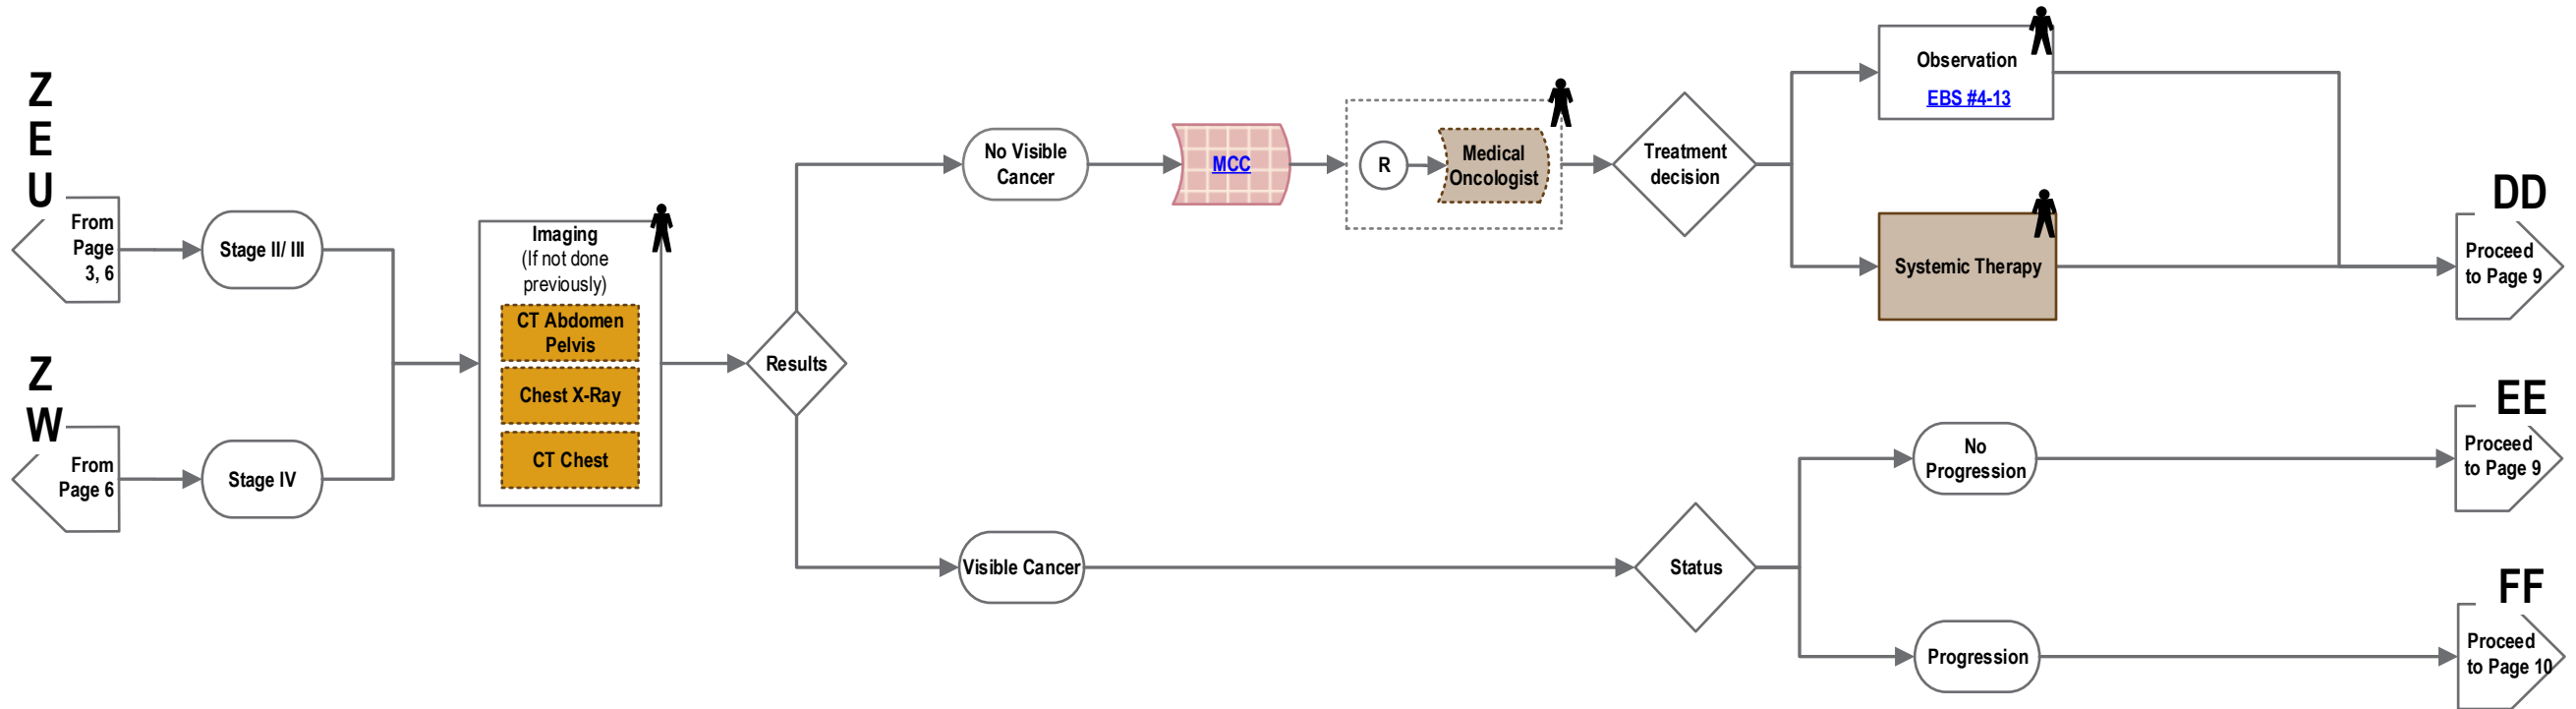 Z
E
U
From
Page
3, 6
Stage II/ III
Z
W
From
Page 6
Stage IV
Imaging
(If not done
previously)
CT Abdomen
Pelvis
Chest X-Ray
CT Chest
Results
No Visible
Cancer
MCC
R
Medical
Oncologist
Treatment
decision
Observation
EBS #4-13
Systemic Therapy
DD
Proceed
to Page 9
Visible Cancer
Status
No
Progression
EE
Proceed
to Page 9
Progression
FF
Proceed
to Page 10